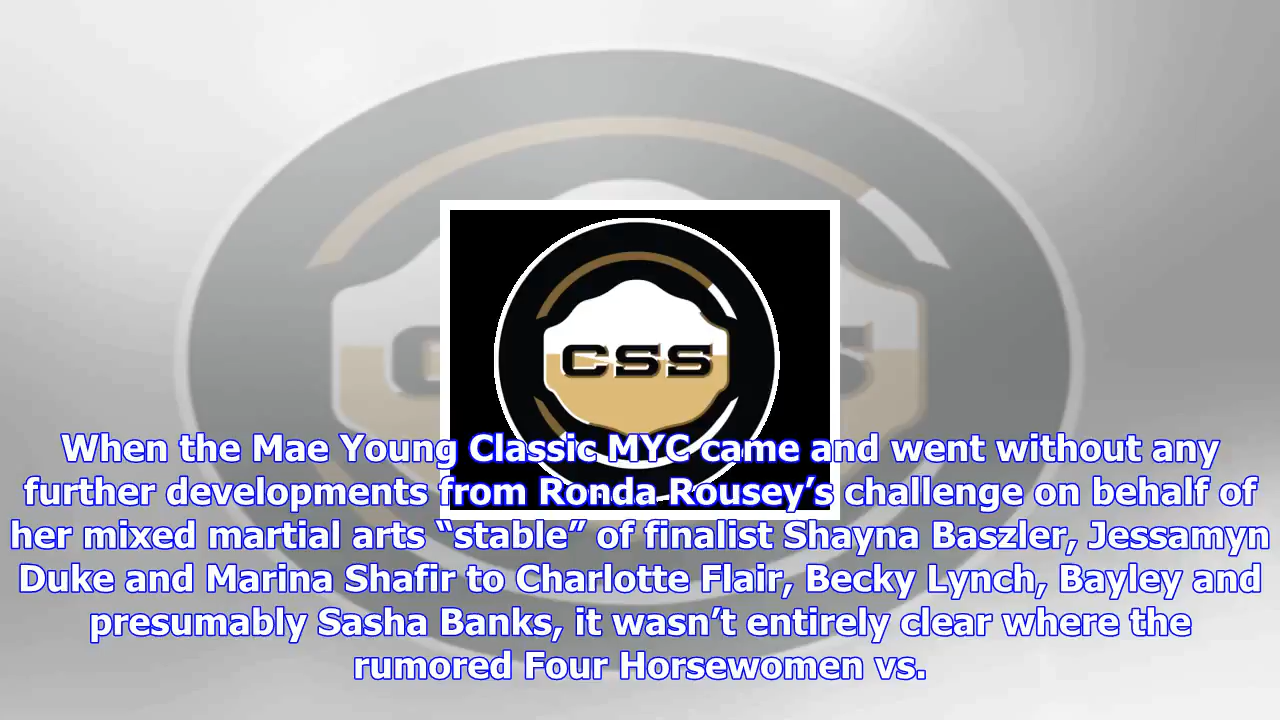 CSS
When the Mae Young Classic MYC came and went without any
further developments from Ronda Rousey’s challenge on behalf of
her mixed martial arts “stable” of finalist Shayna Baszler, Jessamyn
Duke and Marina Shafir to Charlotte Flair, Becky Lynch, Bayley and
presumably Sasha Banks, it wasn’t entirely clear where the
rumored Four Horsewomen vs.